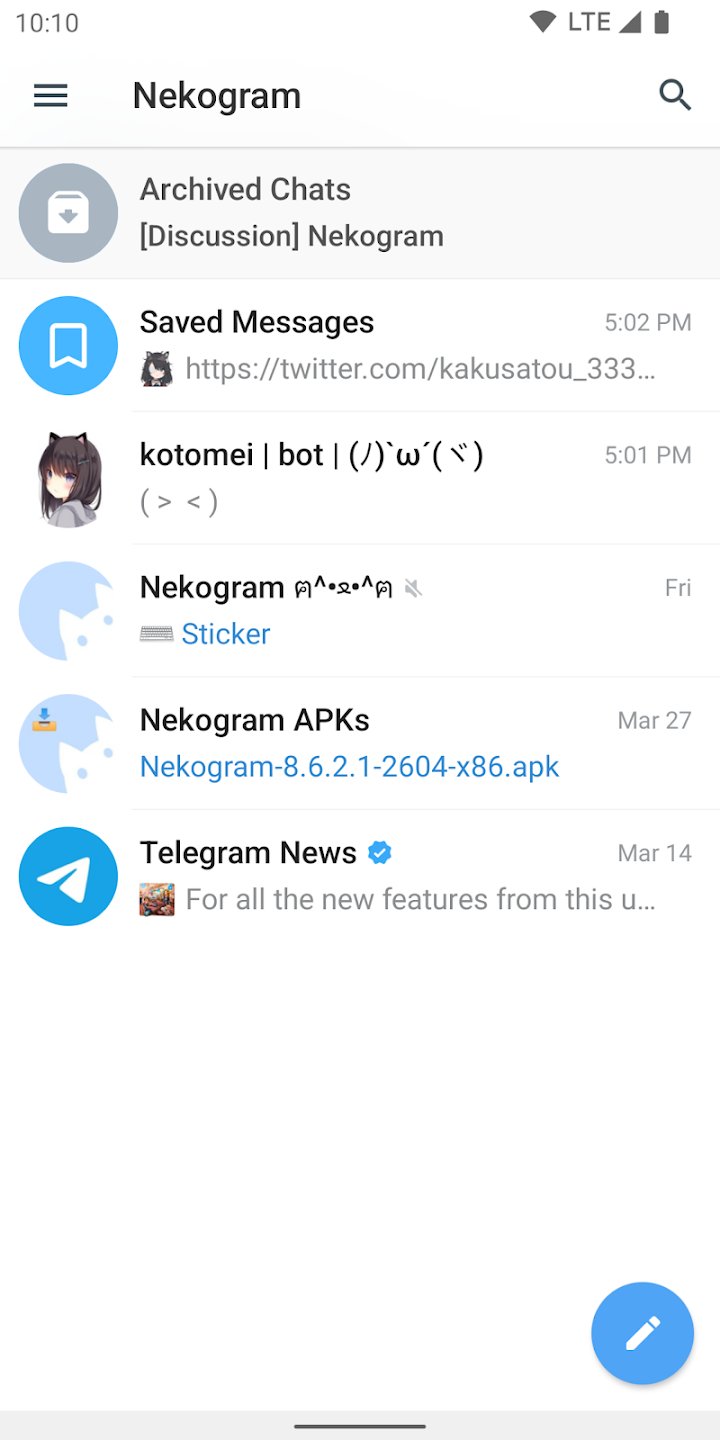 10:10 LTE
Nekogram
Archived Chats
[Discussion] Nekogram
Saved Messages 5:02 PM
https://twitter.com/kakusatou_333…
kotomei | bot | (ﾉ)`ω´(ヾ) 5:01 PM
( > < )
Nekogram ฅ^•ﻌ•^ฅ Fri
⌨ Sticker
Nekogram APKs Mar 27
Nekogram-8.6.2.1-2604-x86.apk
Telegram News Mar 14
For all the new features from this u…